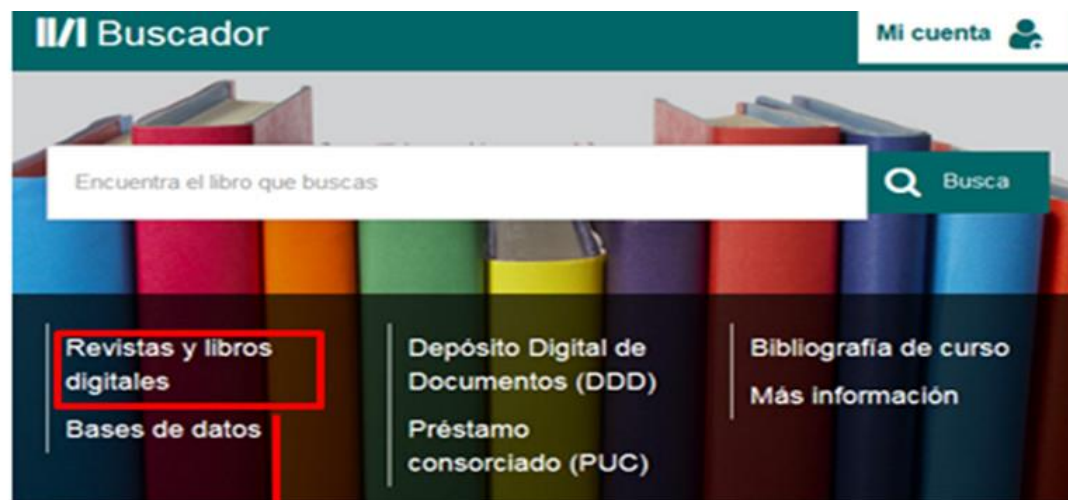 Buscador
Mi cuenta
Encuentra el libro que buscas
Busca
Revistas y libros
digitales
Bases de datos
Depósito Digital de
Documentos (DDD)
Préstamo
consorciado (PUC)
Bibliografía de curso
Más información